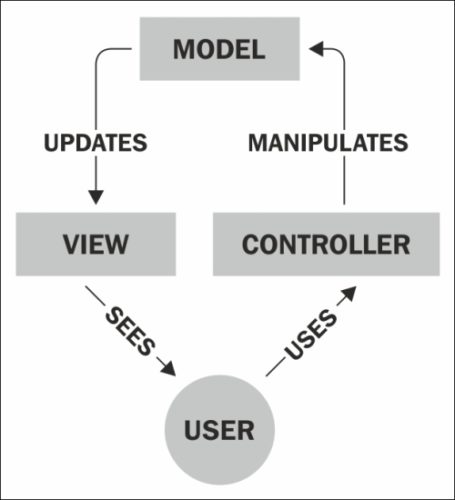 MODEL
UPDATES
MANIPULATES
VIEW
CONTROLLER
SEES
USES
USER